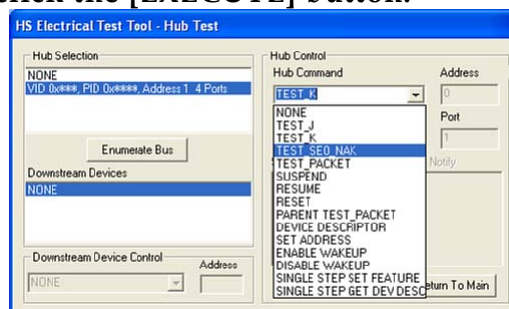 click the [EXECUTE] button.
HS Electrical Test Tool - Hub Test
Hub Selection
NONE
VID 0x***, PID 0x****, Address 1 4 Ports
Enumerate Bus
Downstream Devices
NONE
Downstream Device Control
Address
NONE
Hub Control
Hub Command
Address
TEST_K
0
Port
1
NONE
TEST_J
TEST_K
TEST_SE0_NAK
TEST_PACKET
SUSPEND
RESUME
RESET
PARENT TEST_PACKET
DEVICE DESCRIPTOR
SET ADDRESS
ENABLE WAKEUP
DISABLE WAKEUP
SINGLE STEP SET FEATURE
SINGLE STEP GET DEV DESC
Notify
Return To Main